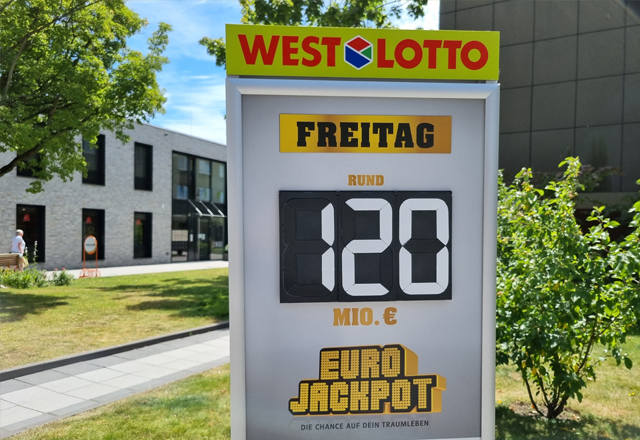 WEST LOTTO
FREITAG
RUND
120
MIO. €
EURO
JACKPOT
DIE CHANCE AUF DEIN TRAUMLEBEN